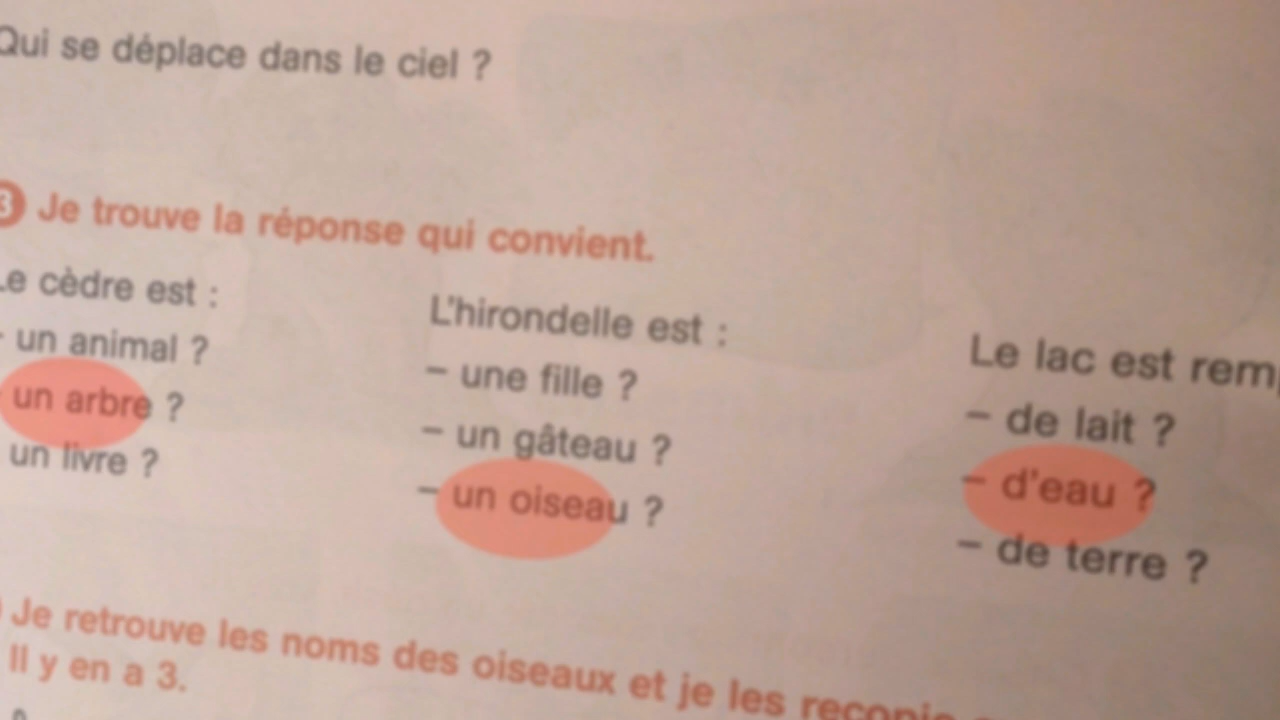 Qui se déplace dans le ciel ?
3 Je trouve la réponse qui convient.
Le cèdre est :
- un animal ?
un arbre ?
un livre ?
L'hirondelle est :
– une fille ?
– un gâteau ?
– un oiseau ?
Le lac est rem
– de lait ?
– d'eau ?
– de terre ?
Je retrouve les noms des oiseaux et je les recopie
Il y en a 3.